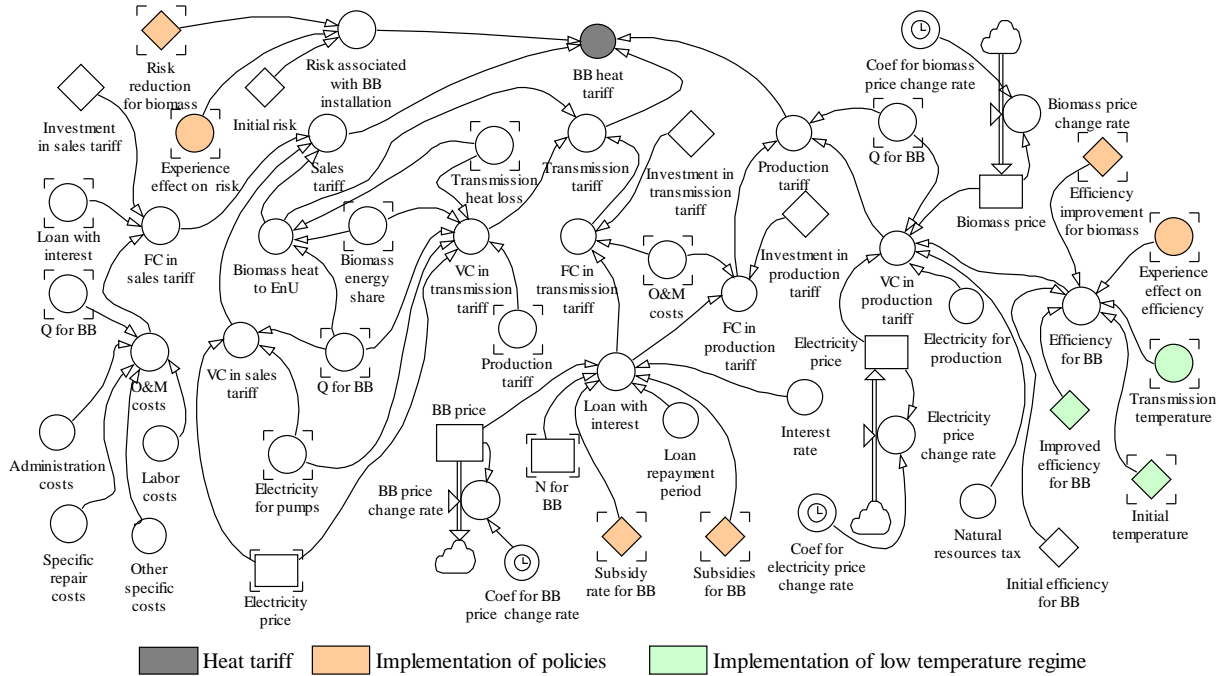 Risk
reduction
for biomass
Risk associated
with BB
installation
BB heat
tariff
Coef for biomass
price change rate
Biomass price
change rate
Investment
in sales tariff
Initial risk
Experience
effect on risk
Sales
tariff
Transmission
heat loss
Transmission
tariff
Investment in
transmission
tariff
Production
tariff
Q for BB
Biomass price
Efficiency
improvement
for biomass
Loan with
interest
FC in
sales tariff
Biomass heat
to EnU
Biomass
energy
share
VC in
transmission
tariff
FC in
transmission
tariff
O&M
costs
Investment in
production
tariff
VC in
production
tariff
Experience
effect on
efficiency
Q for BB
O&M
costs
VC in sales
tariff
Q for BB
Production
tariff
FC in
production
tariff
Electricity
price
Electricity for
production
Efficiency
for BB
Transmission
temperature
Administration
costs
Labor
costs
Electricity
for pumps
BB price
Loan with
interest
N for
BB
Loan
repayment
period
Interest
rate
Electricity
price
change rate
Improved
efficiency
for BB
Initial
temperature
Specific
repair
costs
Other
specific
costs
Electricity
price
BB price
change rate
Coef for BB
price change rate
Subsidy
rate for BB
Subsidies
for BB
Coef for
electricity price
change rate
Natural
resources tax
Initial efficiency
for BB
Heat tariff
Implementation of policies
Implementation of low temperature regime